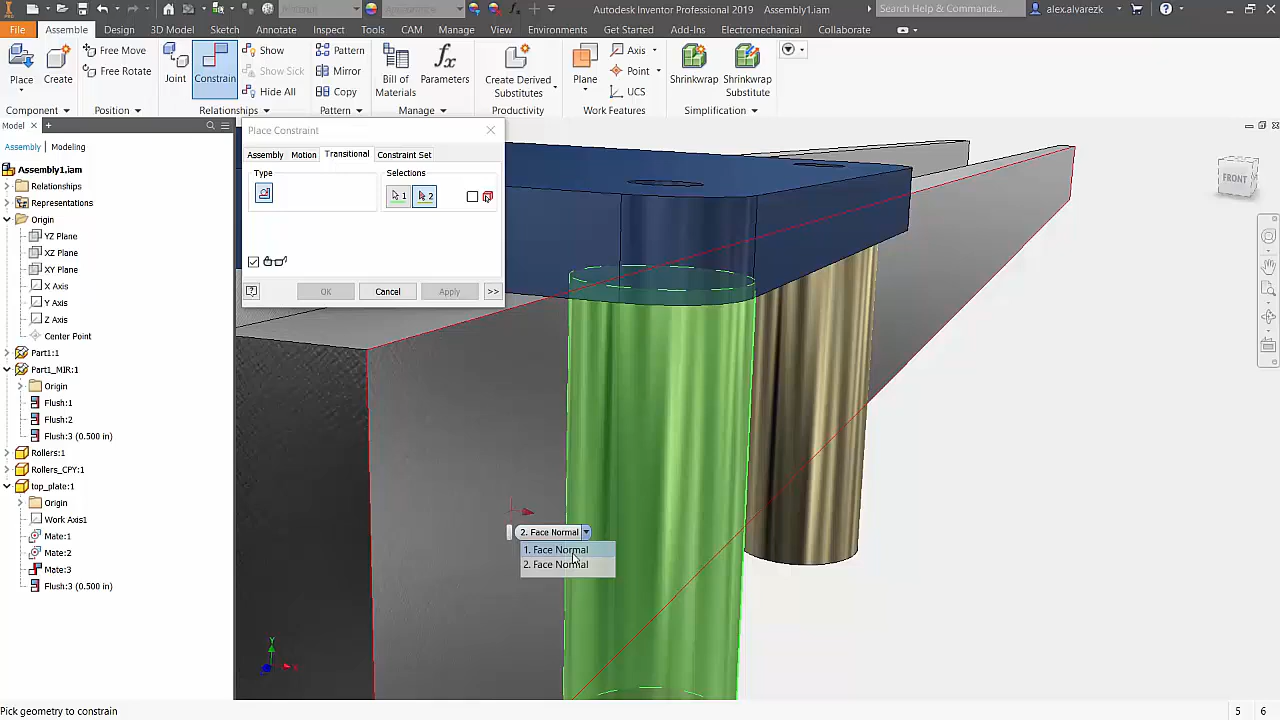 Material
Appearance
Autodesk Inventor Professional 2019 Assembly1.iam
Search Help & Commands...
alex.alvarezk
File Assemble Design 3D Model Sketch Annotate Inspect Tools CAM Manage View Environments Get Started Add-Ins Electromechanical Collaborate
Place
Create
Free Move
Free Rotate
Joint
Constrain
Show
Show Sick
Hide All
Pattern
Mirror
Copy
Bill of
Materials
Parameters
Create Derived
Substitutes
Plane
Axis
Point
UCS
Shrinkwrap
Shrinkwrap
Substitute
Component
Position
Relationships
Pattern
Manage
Productivity
Work Features
Simplification
Model
Assembly Modeling
Assembly1.iam
Relationships
Representations
Origin
YZ Plane
XZ Plane
XY Plane
X Axis
Y Axis
Z Axis
Center Point
Part1:1
Part1_MIR:1
Origin
Flush:1
Flush:2
Flush:3 (0.500 in)
Rollers:1
Rollers_CPY:1
top_plate:1
Origin
Work Axis1
Mate:1
Mate:2
Mate:3
Flush:3 (0.500 in)
Place Constraint
Assembly Motion Transitional Constraint Set
Type
Selections
1 2
OK Cancel Apply >>
FRONT
2. Face Normal
1. Face Normal
2. Face Normal
Y
Pick geometry to constrain
5 6